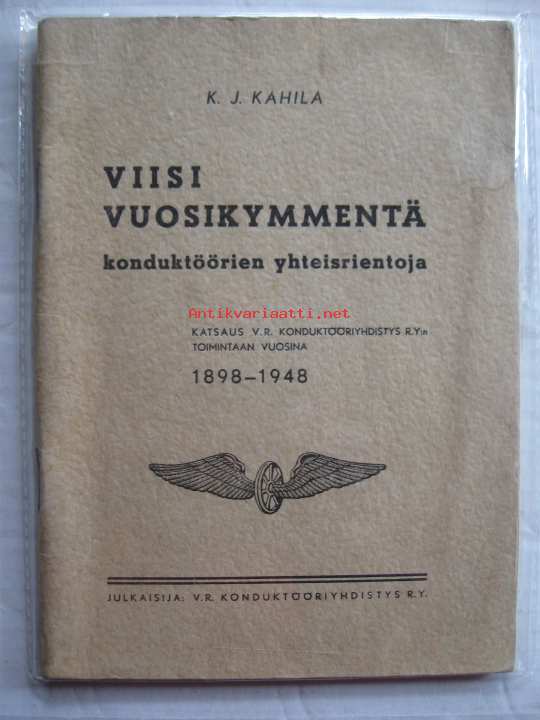 K. J. KAHILA
VIISI
VUOSIKYMMENTÄ
konduktöörien yhteisrientoja
Antikvariaatti.net
KATSAUS V.R. KONDUKTÖÖRIYHDISTYS R.Y:n
TOIMINTAAN VUOSINA
1898–1948
JULKAISIJA: V.R. KONDUKTÖÖRIYHDISTYS R.Y.